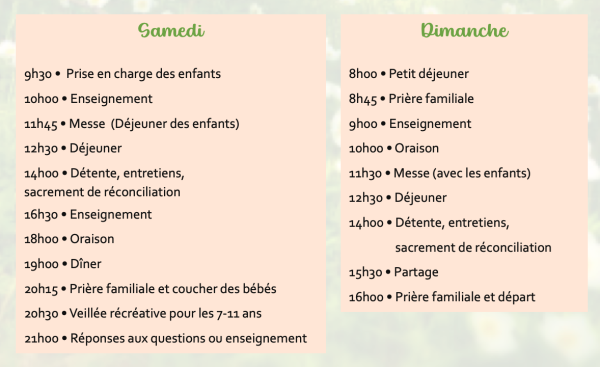 Samedi
9h30 • Prise en charge des enfants
10h00 • Enseignement
11h45 • Messe (Déjeuner des enfants)
12h30 • Déjeuner
14h00 • Détente, entretiens,
sacrement de réconciliation
16h30 • Enseignement
18h00 • Oraison
19h00 • Dîner
20h15 • Prière familiale et coucher des bébés
20h30 • Veillée récréative pour les 7-11 ans
21h00 • Réponses aux questions ou enseignement
Dimanche
8h00 • Petit déjeuner
8h45 • Prière familiale
9h00 • Enseignement
10h00 • Oraison
11h30 • Messe (avec les enfants)
12h30 • Déjeuner
14h00 • Détente, entretiens,
sacrement de réconciliation
15h30 • Partage
16h00 • Prière familiale et départ